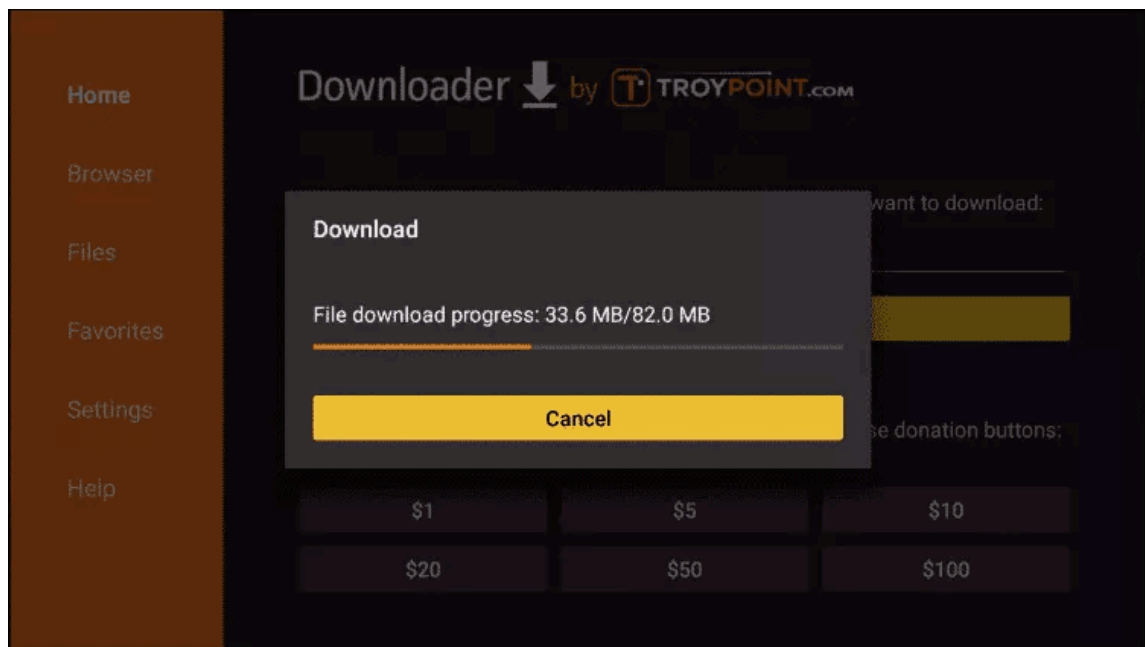 Home
Browser
Files
Favorites
Settings
Help
Downloader by TROYPOINT.COM
want to download:
Download
File download progress: 33.6 MB/82.0 MB
Cancel
se donation buttons:
$1 $5 $10
$20 $50 $100